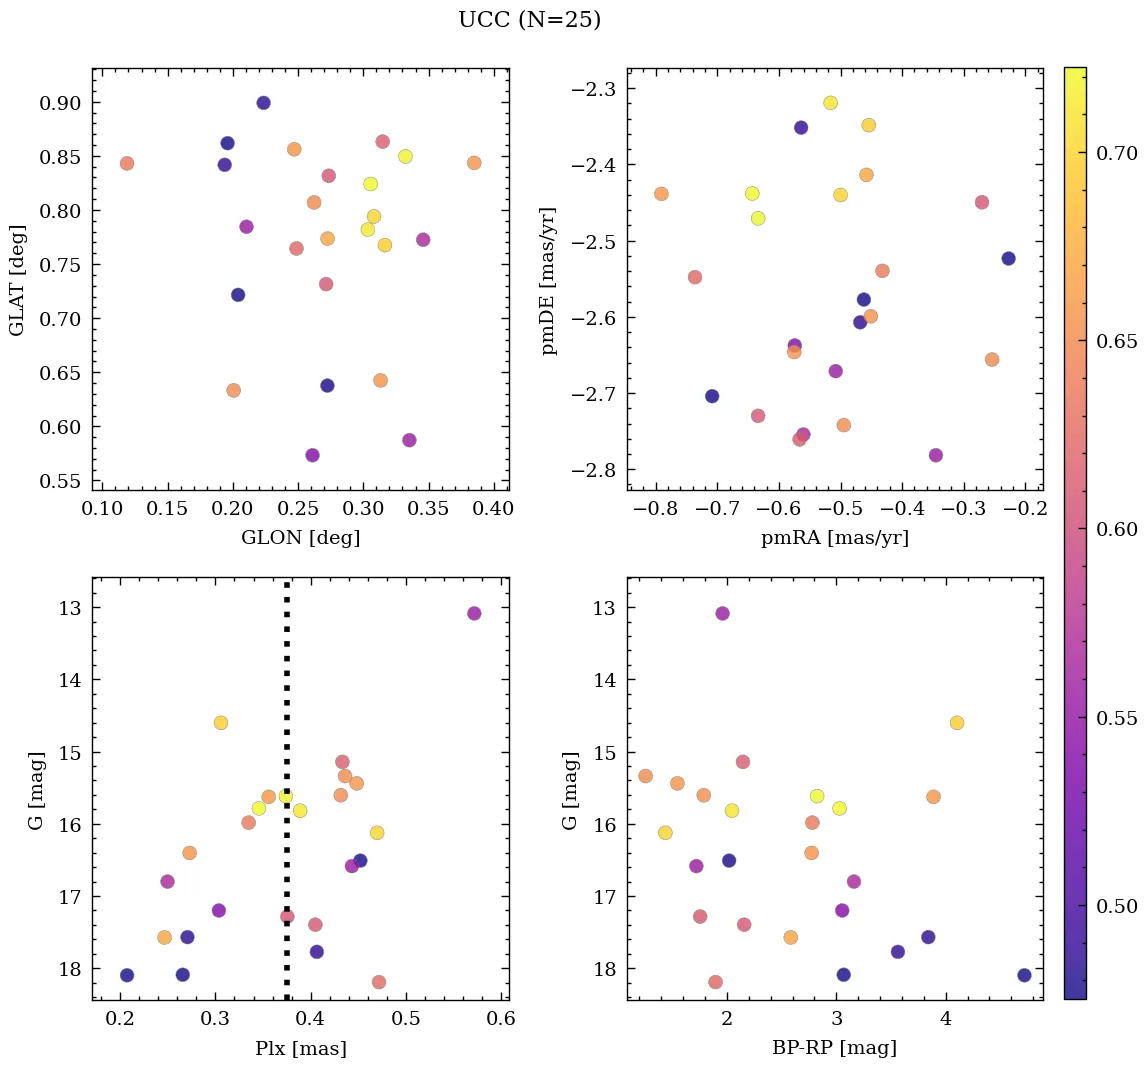 UCC (N=25)
0.90
0.85
0.80
0.75
0.70
0.65
0.60
0.55
GLAT [deg]
0.10 0.15 0.20 0.25 0.30 0.35 0.40
GLON [deg]
−2.3
−2.4
−2.5
−2.6
−2.7
−2.8
pmDE [mas/yr]
−0.8 −0.7 −0.6 −0.5 −0.4 −0.3 −0.2
pmRA [mas/yr]
13
14
15
16
17
18
G [mag]
0.2 0.3 0.4 0.5 0.6
Plx [mas]
13
14
15
16
17
18
G [mag]
2 3 4
BP-RP [mag]
0.70
0.65
0.60
0.55
0.50